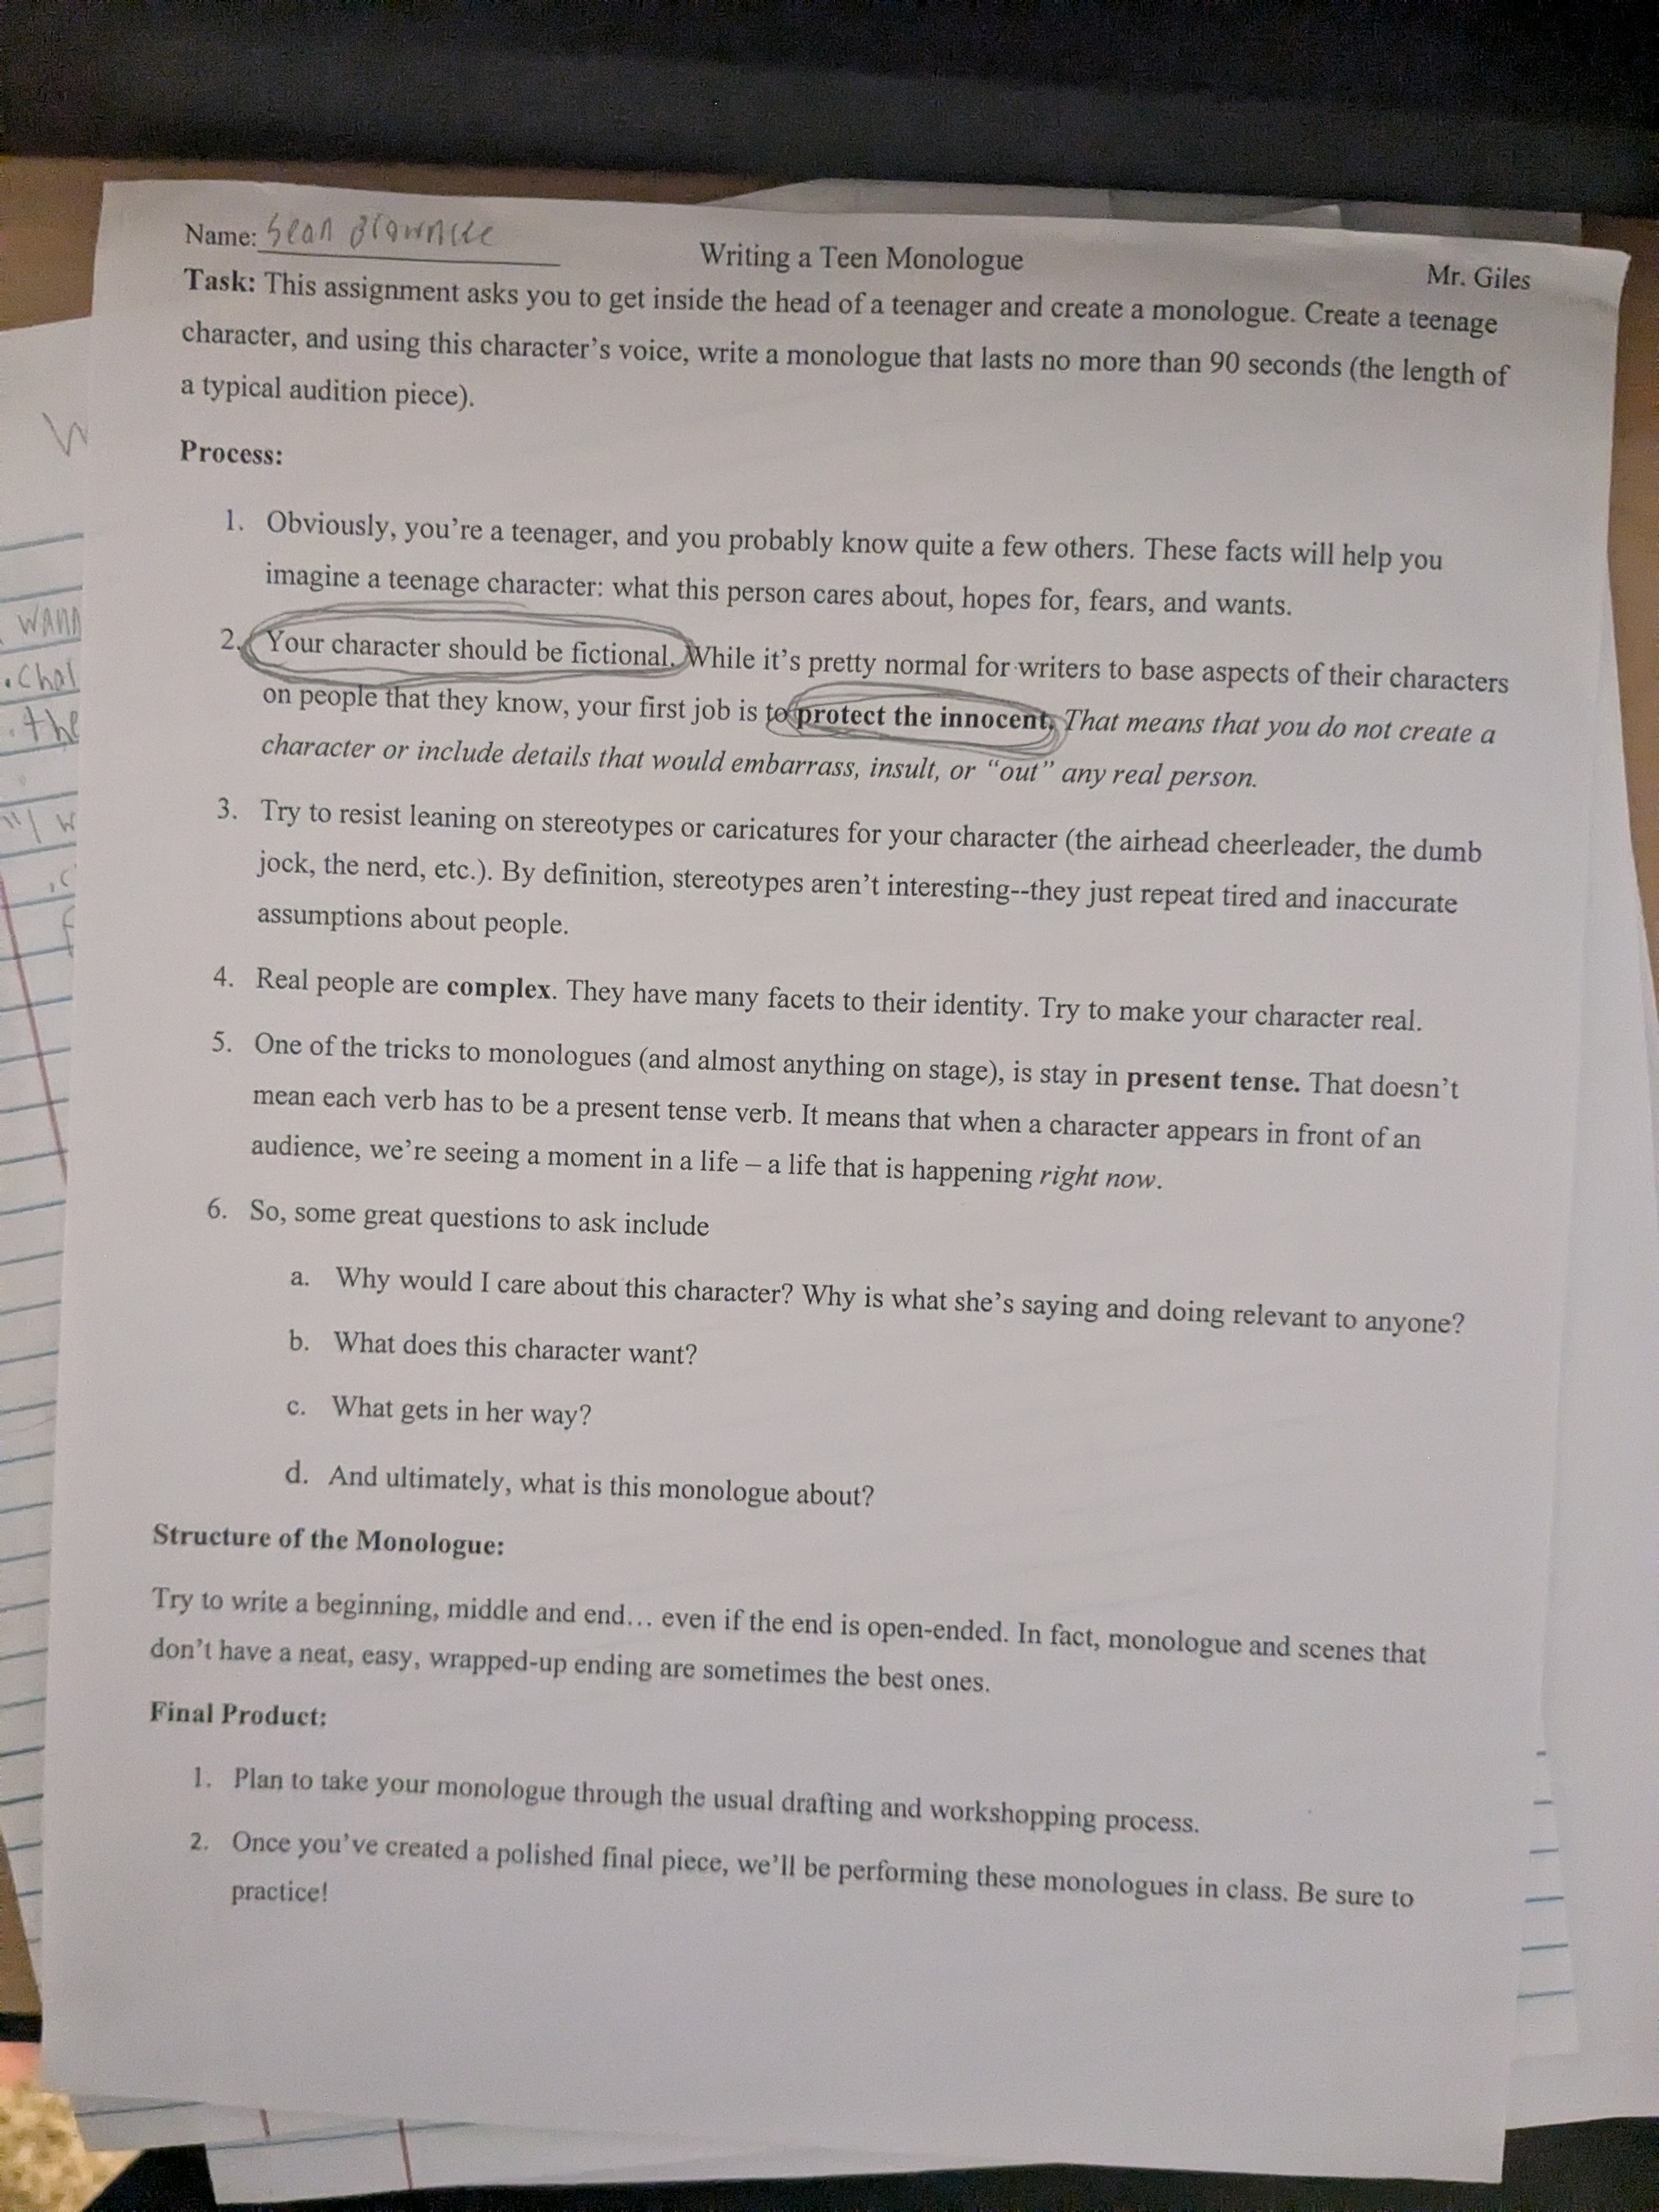 Name: Sean Brownlee
Writing a Teen Monologue
Mr. Giles
Task: This assignment asks you to get inside the head of a teenager and create a monologue. Create a teenage
character, and using this character's voice, write a monologue that lasts no more than 90 seconds (the length of
a typical audition piece).
Process:
1. Obviously, you're a teenager, and you probably know quite a few others. These facts will help you
imagine a teenage character: what this person cares about, hopes for, fears, and wants.
2. Your character should be fictional. While it's pretty normal for writers to base aspects of their characters
on people that they know, your first job is to protect the innocent. That means that you do not create a
character or include details that would embarrass, insult, or “out” any real person.
3. Try to resist leaning on stereotypes or caricatures for your character (the airhead cheerleader, the dumb
jock, the nerd, etc.). By definition, stereotypes aren't interesting--they just repeat tired and inaccurate
assumptions about people.
4. Real people are complex. They have many facets to their identity. Try to make your character real.
5. One of the tricks to monologues (and almost anything on stage), is stay in present tense. That doesn't
mean each verb has to be a present tense verb. It means that when a character appears in front of an
audience, we're seeing a moment in a life – a life that is happening right now.
6. So, some great questions to ask include
a. Why would I care about this character? Why is what she's saying and doing relevant to anyone?
b. What does this character want?
c. What gets in her way?
d. And ultimately, what is this monologue about?
Structure of the Monologue:
Try to write a beginning, middle and end… even if the end is open-ended. In fact, monologue and scenes that
don't have a neat, easy, wrapped-up ending are sometimes the best ones.
Final Product:
1. Plan to take your monologue through the usual drafting and workshopping process.
2. Once you've created a polished final piece, we'll be performing these monologues in class. Be sure to
practice!
the